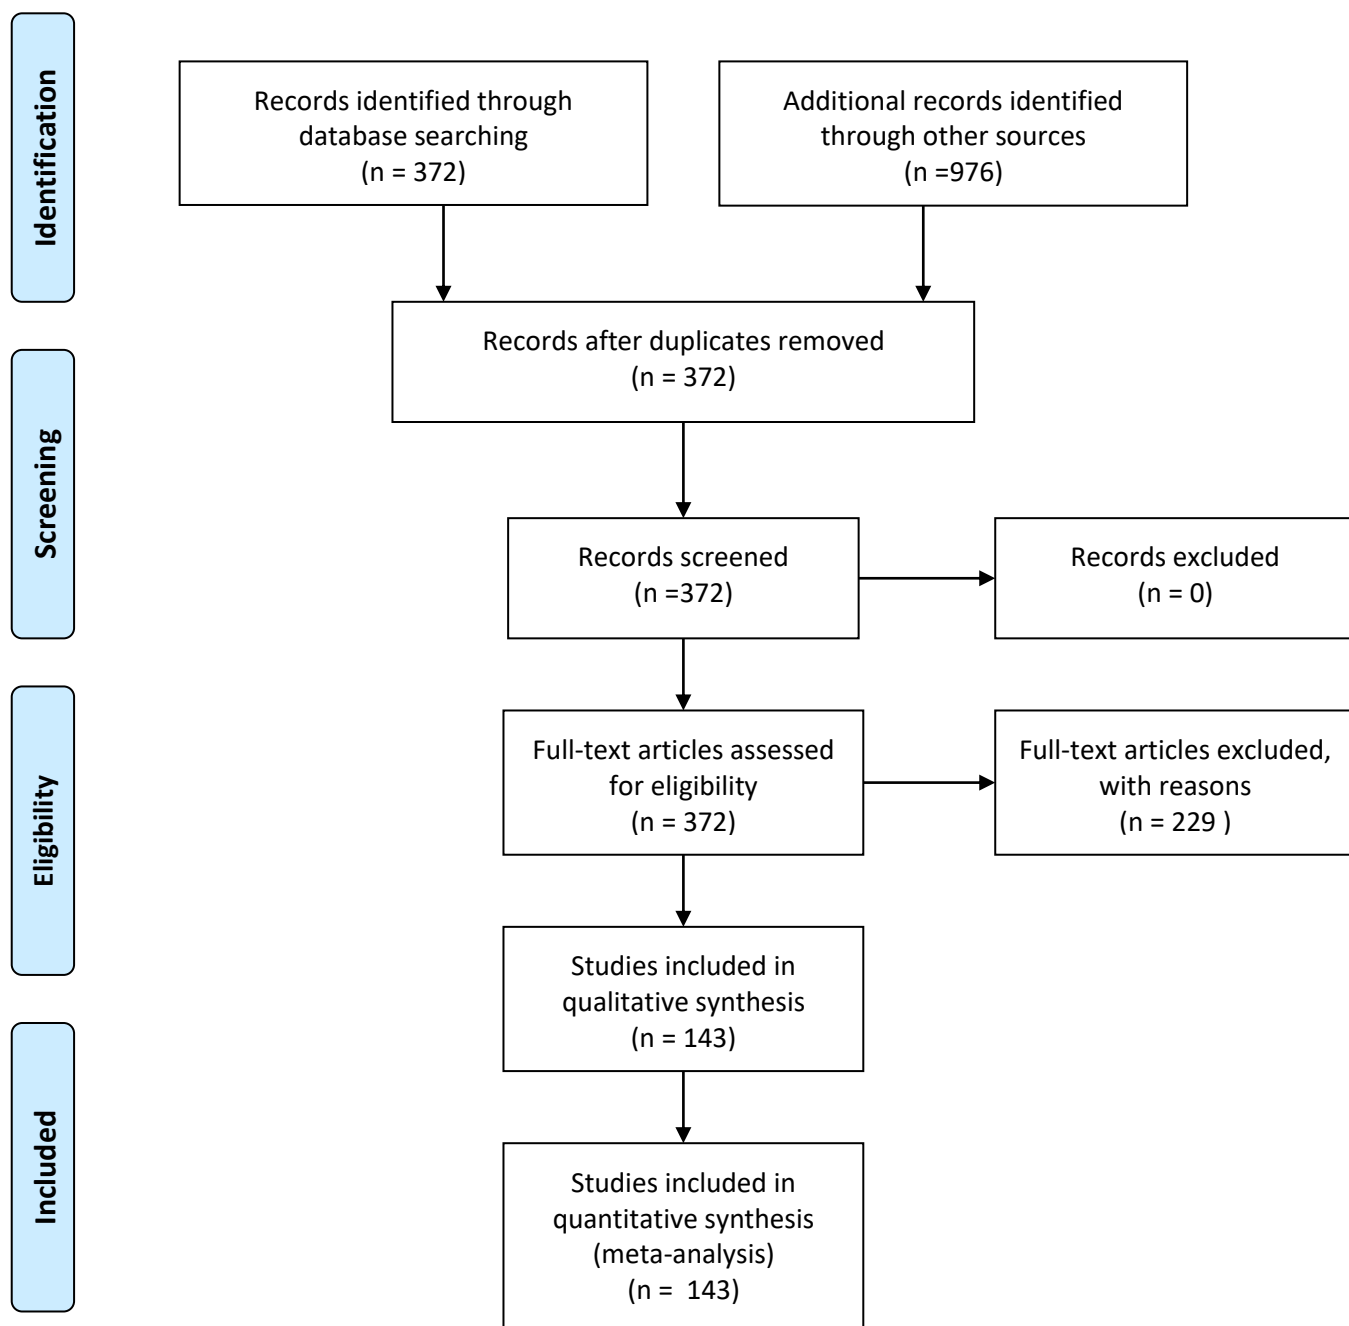 Identification
Records identified through
database searching
(n = 372)
Additional records identified
through other sources
(n =976)
Records after duplicates removed
(n = 372)
Screening
Records screened
(n =372)
Records excluded
(n = 0)
Eligibility
Full-text articles assessed
for eligibility
(n = 372)
Full-text articles excluded,
with reasons
(n = 229 )
Studies included in
qualitative synthesis
(n = 143)
Included
Studies included in
quantitative synthesis
(meta-analysis)
(n =  143)